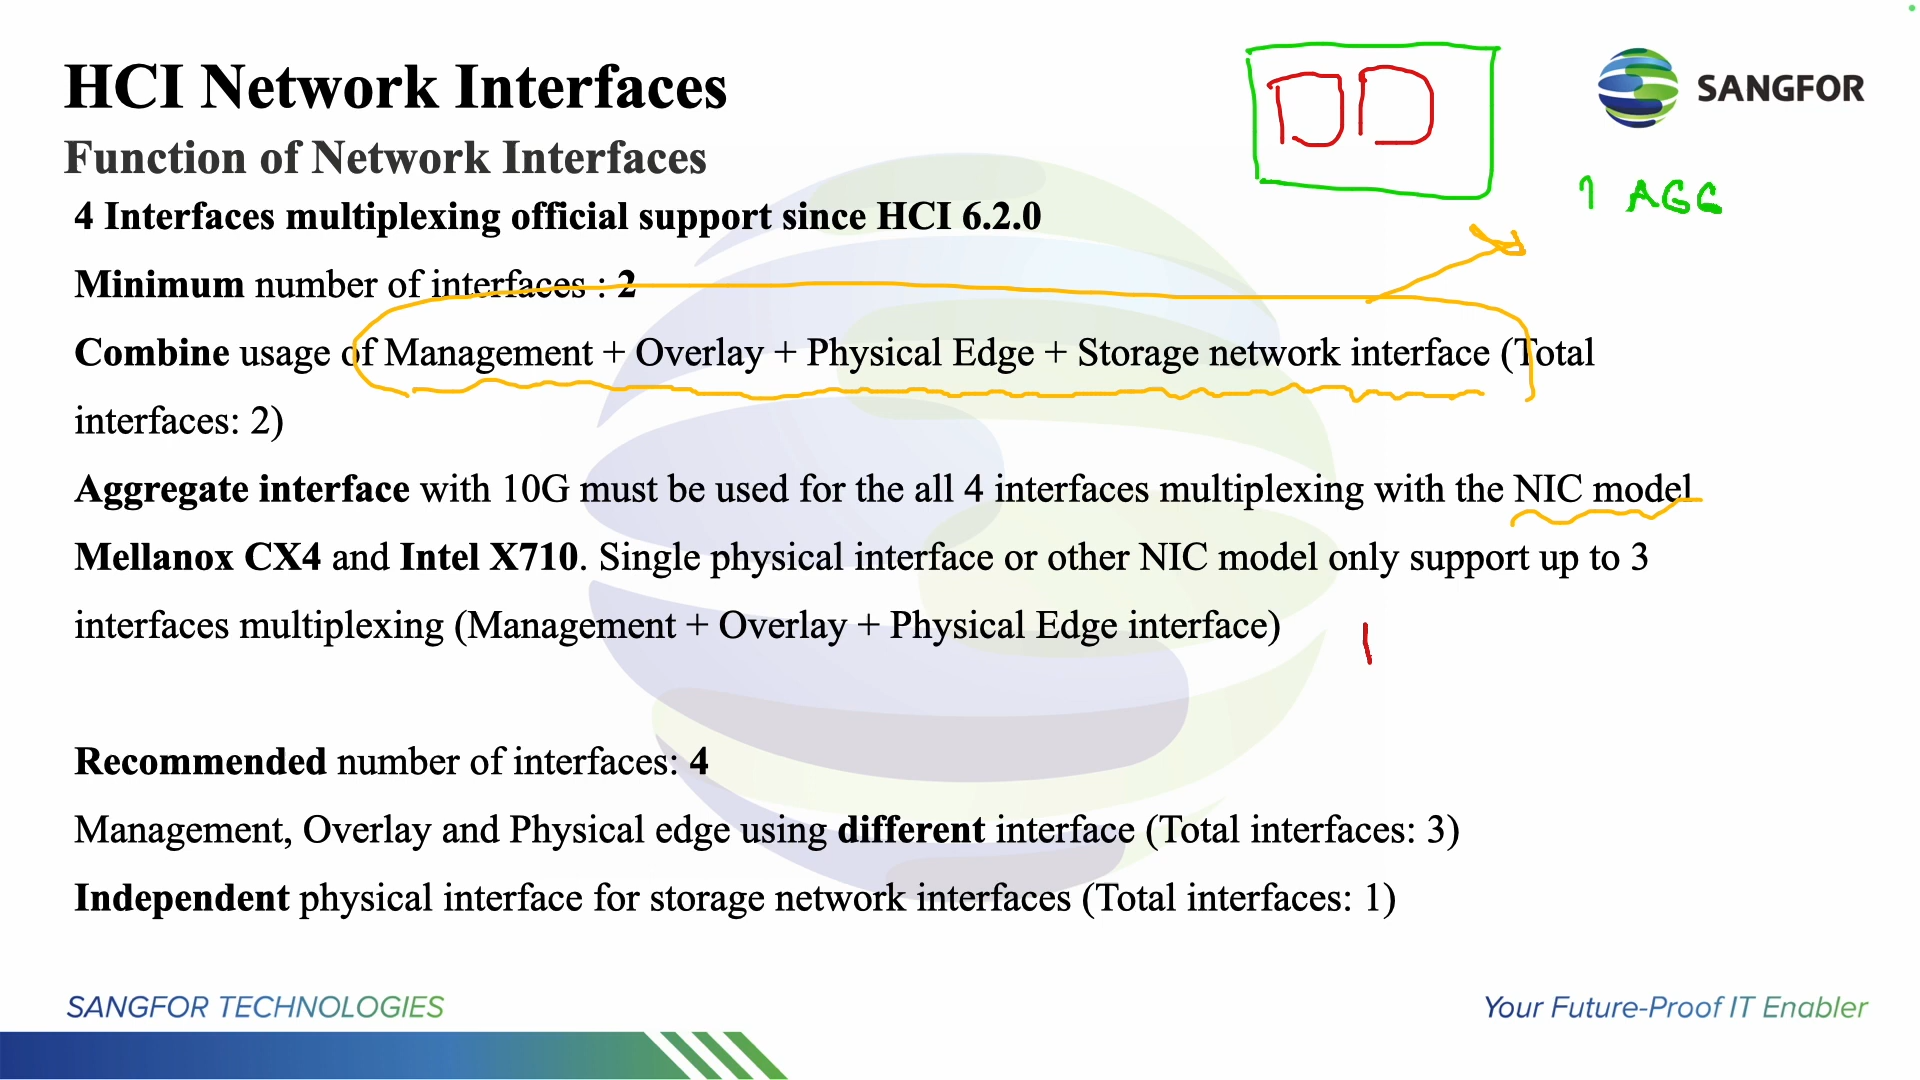 HCI Network Interfaces
SANGFOR
Function of Network Interfaces
1 AGG
4 Interfaces multiplexing official support since HCI 6.2.0
Minimum number of interfaces : 2
Combine usage of Management + Overlay + Physical Edge + Storage network interface (Total
interfaces: 2)
Aggregate interface with 10G must be used for the all 4 interfaces multiplexing with the NIC model
Mellanox CX4 and Intel X710. Single physical interface or other NIC model only support up to 3
interfaces multiplexing (Management + Overlay + Physical Edge interface)
Recommended number of interfaces: 4
Management, Overlay and Physical edge using different interface (Total interfaces: 3)
Independent physical interface for storage network interfaces (Total interfaces: 1)
SANGFOR TECHNOLOGIES
Your Future-Proof IT Enabler